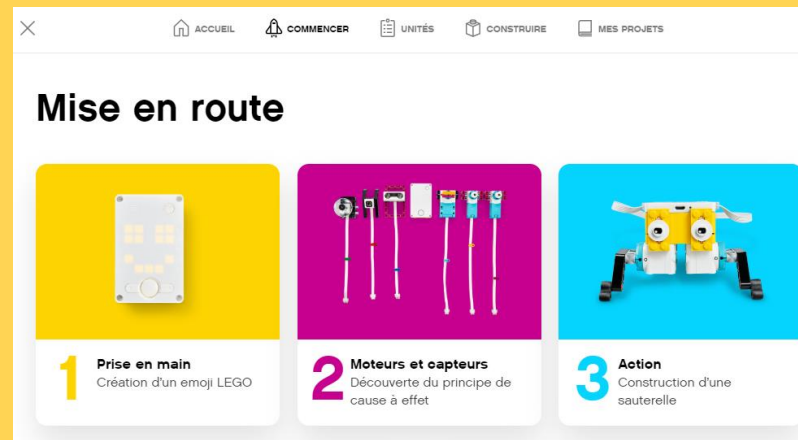 ACCUEIL COMMENCER UNITÉS CONSTRUIRE MES PROJETS
Mise en route
1 Prise en main
Création d'un emoji LEGO
2 Moteurs et capteurs
Découverte du principe de
cause à effet
3 Action
Construction d'une
sauterelle